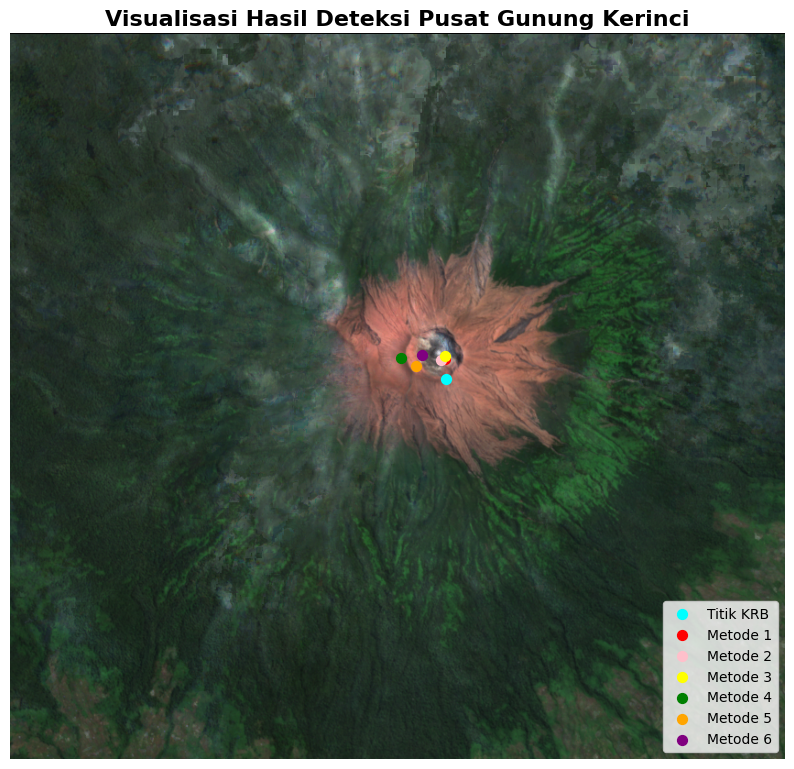 Visualisasi Hasil Deteksi Pusat Gunung Kerinci
Titik KRB
Metode 1
Metode 2
Metode 3
Metode 4
Metode 5
Metode 6